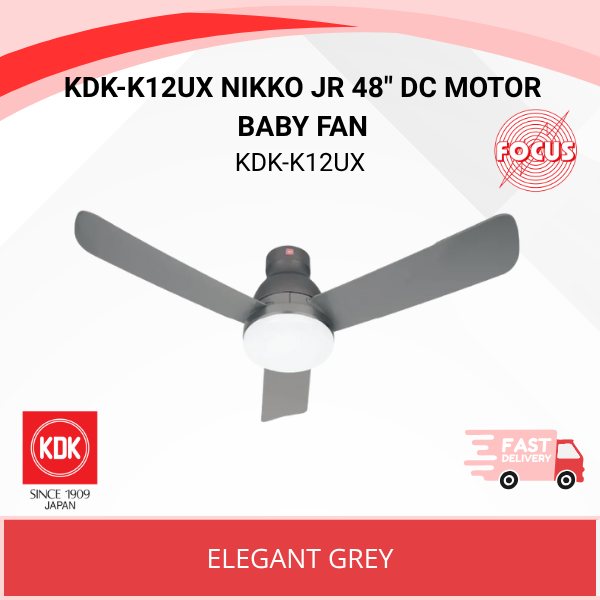 KDK-K12UX NIKKO JR 48" DC MOTOR
BABY FAN
KDK-K12UX
FOCUS
KDK
SINCE 1909
JAPAN
FAST
DELIVERY
ELEGANT GREY